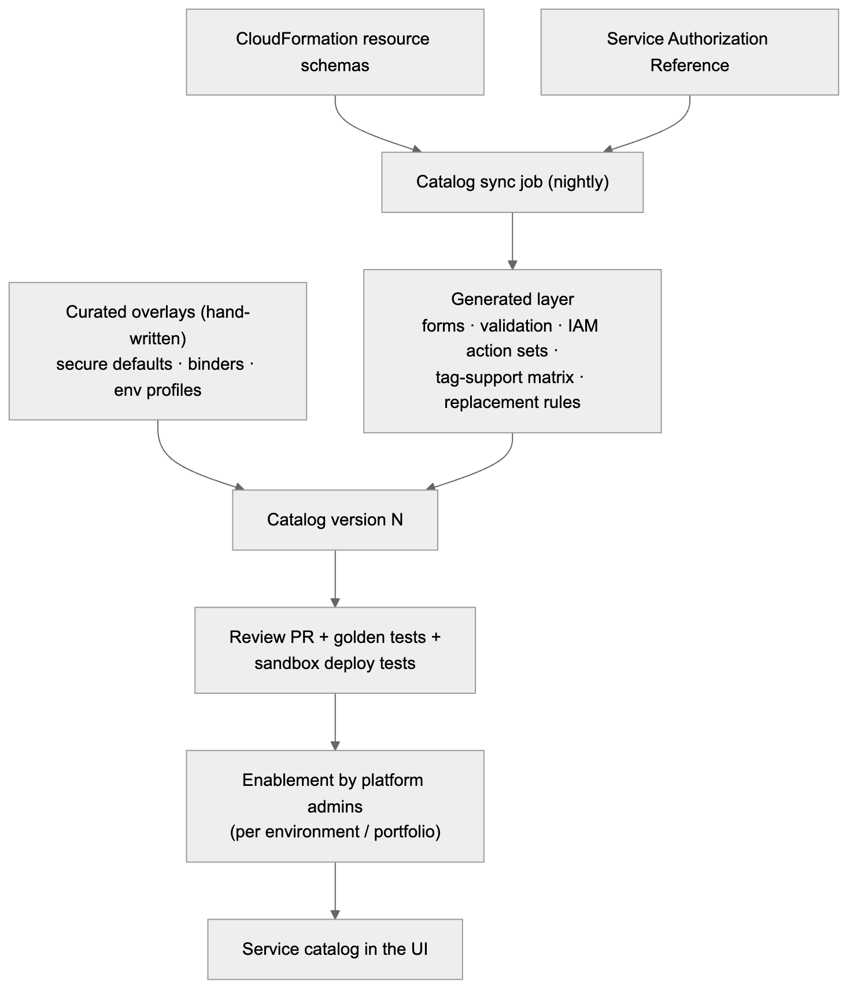 CloudFormation resource
schemas
Service Authorization
Reference
Catalog sync job (nightly)
Curated overlays (hand-
written)
secure defaults · binders ·
env profiles
Generated layer
forms · validation · IAM
action sets ·
tag-support matrix ·
replacement rules
Catalog version N
Review PR + golden tests +
sandbox deploy tests
Enablement by platform
admins
(per environment / portfolio)
Service catalog in the UI